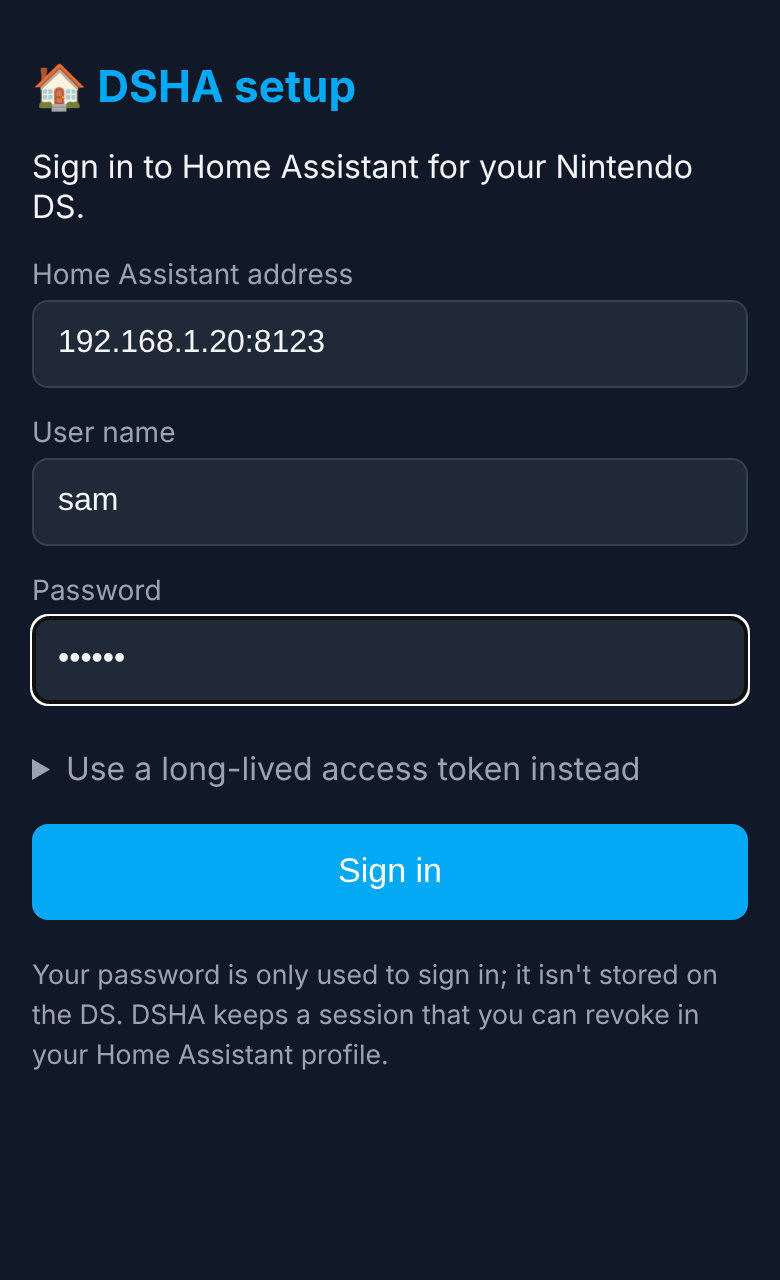 🏠 DSHA setup
Sign in to Home Assistant for your Nintendo
DS.
Home Assistant address
192.168.1.20:8123
User name
sam
Password
••••••
▶ Use a long-lived access token instead
Sign in
Your password is only used to sign in; it isn't stored on
the DS. DSHA keeps a session that you can revoke in
your Home Assistant profile.